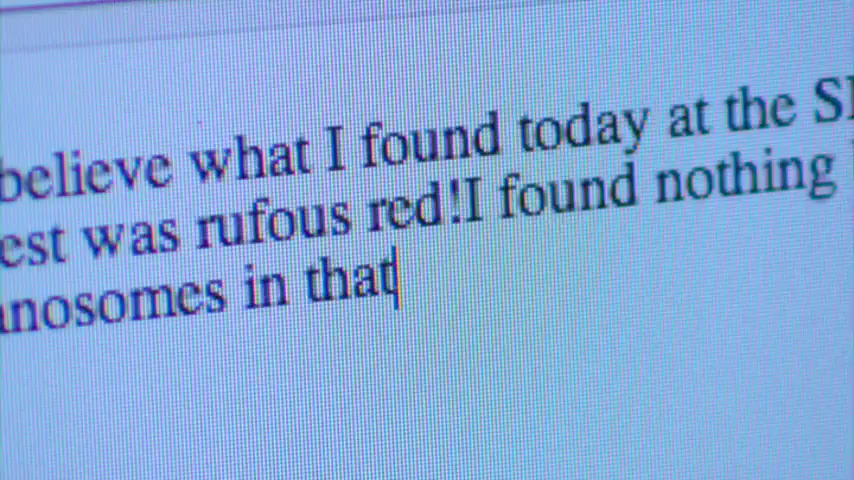 believe what I found today at the
est was rufous red!I found nothing
nosomes in that